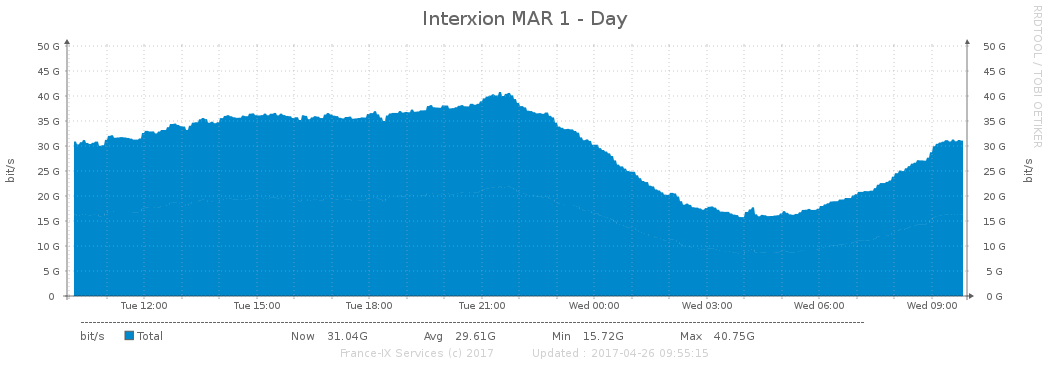 Interxion MAR 1 - Day
RRDTOOL / TOBI OETIKER
bit/s
50 G 50 G
45 G 45 G
40 G 40 G
35 G 35 G
30 G 30 G
25 G 25 G
20 G 20 G
15 G 15 G
10 G 10 G
5 G 5 G
0 0 G
bit/s
Tue 12:00 Tue 15:00 Tue 18:00 Tue 21:00 Wed 00:00 Wed 03:00 Wed 06:00 Wed 09:00
bit/s Total Now 31.04G Avg 29.61G Min 15.72G Max 40.75G
France-IX Services (c) 2017 Updated : 2017-04-26 09:55:15